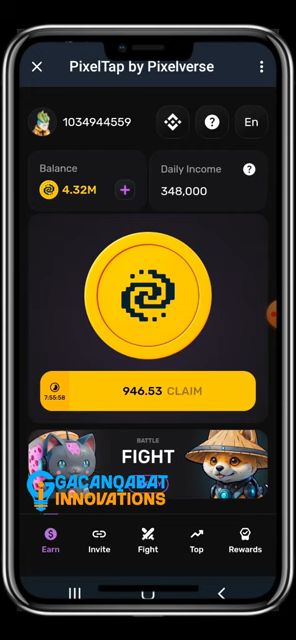 PixelTap by Pixelverse
1034944559
En
Balance
4.32M
Daily Income
348,000
7:55:58
946.53 CLAIM
BATTLE
FIGHT
GACANQABAT
INNOVATIONS
Earn
Invite
Fight
Top
Rewards